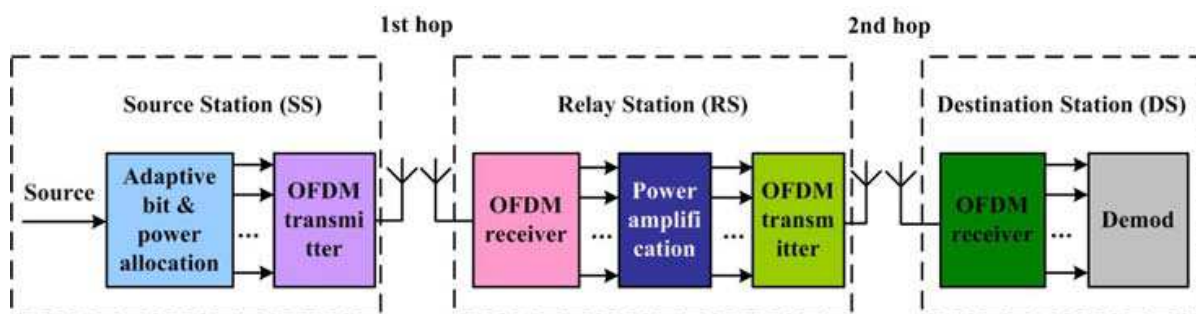 1st hop
2nd hop
Source Station (SS)
Relay Station (RS)
Destination Station (DS)
Source
Adaptive
bit &
power
allocation
...
OFDM
transmi
tter
OFDM
receiver
...
Power
amplifi
cation
...
OFDM
transm
itter
OFDM
receiver
...
Demod